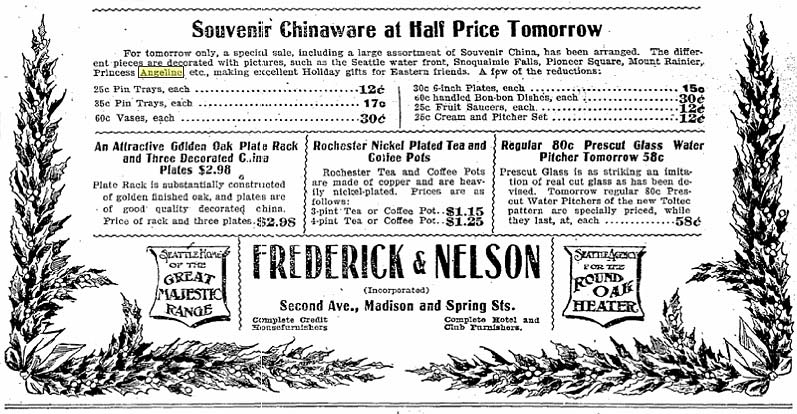 Souvenir Chinaware at Half Price Tomorrow
For tomorrow only, a special sale, including a large assortment of Souvenir China, has been arranged. The differ-
ent pieces are decorated with pictures, such as the Seattle water front, Snoqualmie Falls, Pioneer Square, Mount Rainier,
Princess Angeline, etc., making excellent Holiday gifts for Eastern friends. A few of the reductions:
25c Pin Trays, each 12¢
35c Pin Trays, each 17c
60c Vases, each 30¢
30c 6-inch Plates, each 15c
60c handled Bon-bon Dishes, each 30¢
25c Fruit Saucers, each 12¢
25c Cream and Pitcher Set 12¢
An Attractive Golden Oak Plate Rack
and Three Decorated China
Plates $2.98
Plate Rack is substantially constructed
of golden finished oak, and plates are
of good quality decorated china.
Price of rack and three plates. $2.98
Rochester Nickel Plated Tea and
Coffee Pots
Rochester Tea and Coffee Pots
are made of copper and are heav-
ily nickel-plated. Prices are as
follows:
3-pint Tea or Coffee Pot..$1.15
4-pint Tea or Coffee Pot..$1.25
Regular 80c Prescut Glass Water
Pitcher Tomorrow 58c
Prescut Glass is as striking an imita-
tion of real cut glass as has been de-
vised. Tomorrow regular 80c Pres-
cut Water Pitchers of the new Toltec
pattern are specially priced, while
they last, at, each 58¢
SEATTLE HOME
OF THE
GREAT
MAJESTIC
RANGE
FREDERICK & NELSON
(Incorporated)
Second Ave., Madison and Spring Sts.
Complete Credit
Housefurnishers
Complete Hotel and
Club Furnishers.
SEATTLE AGENCY
FOR THE
ROUND
OAK
HEATER